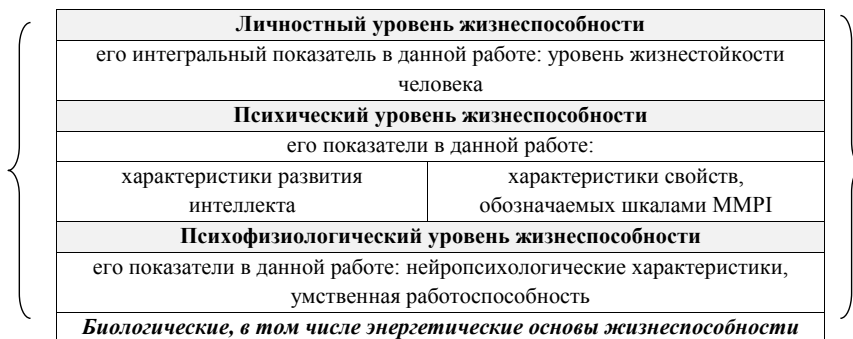 Личностный уровень жизнеспособности
его интегральный показатель в данной работе: уровень жизнестойкости
человека
Психический уровень жизнеспособности
его показатели в данной работе:
характеристики развития
интеллекта
характеристики свойств,
обозначаемых шкалами MMPI
Психофизиологический уровень жизнеспособности
его показатели в данной работе: нейропсихологические характеристики,
умственная работоспособность
Биологические, в том числе энергетические основы жизнеспособности